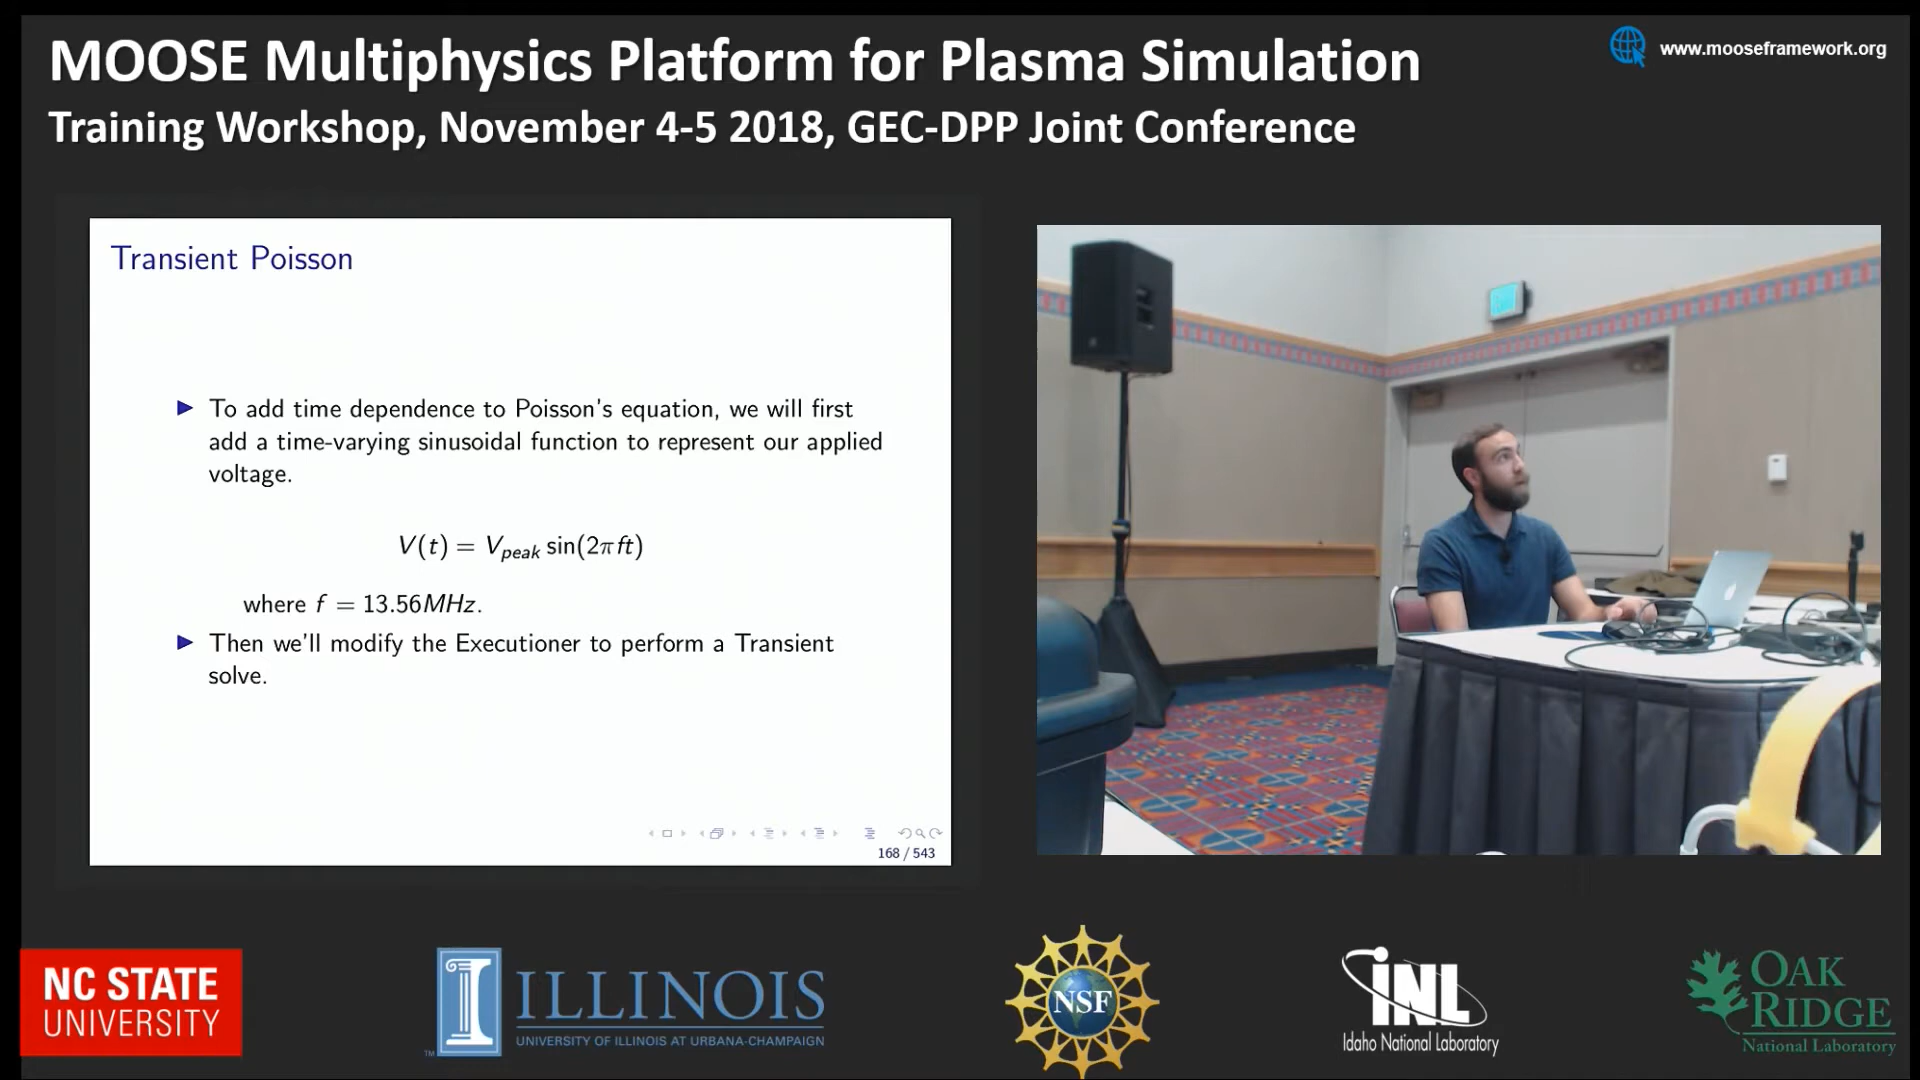 MOOSE Multiphysics Platform for Plasma Simulation
www.mooseframework.org
Training Workshop, November 4-5 2018, GEC-DPP Joint Conference
Transient Poisson
To add time dependence to Poisson's equation, we will first
add a time-varying sinusoidal function to represent our applied
voltage.
V(t) = V_peak sin(2πft)
where f = 13.56MHz.
Then we'll modify the Executioner to perform a Transient
solve.
168 / 543
NC STATE
UNIVERSITY
I ILLINOIS
UNIVERSITY OF ILLINOIS AT URBANA-CHAMPAIGN
TM
NSF
INL
Idaho National Laboratory
OAK
RIDGE
National Laboratory